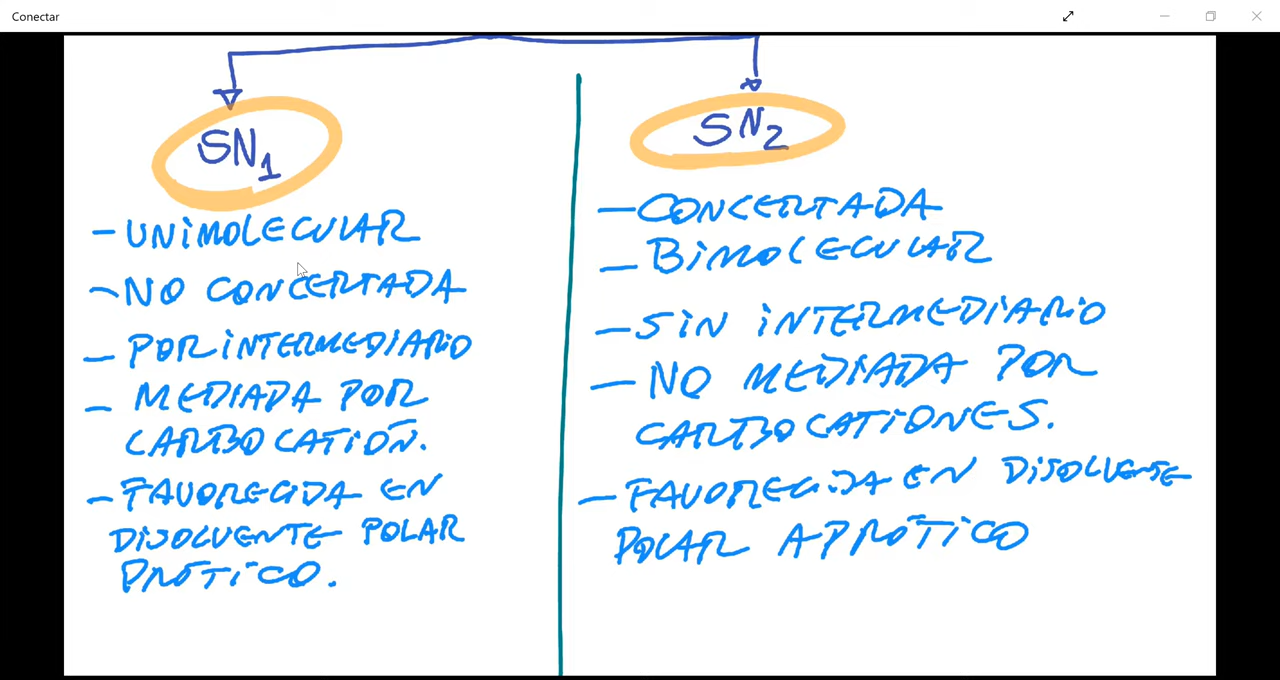 Conectar
SN1
- UNIMOLECULAR
- NO CONCERTADA
- POR INTERMEDIARIO
- MEDIADA POR
CARBOCATIÓN.
- FAVORECIDA EN
DISOLVENTE POLAR
PRÓTICO.
SN2
- CONCERTADA
- BIMOLECULAR
- SIN INTERMEDIARIO
- NO MEDIADA POR
CARBOCATIONES.
- FAVORECIDA EN DISOLVENTE
POLAR APRÓTICO